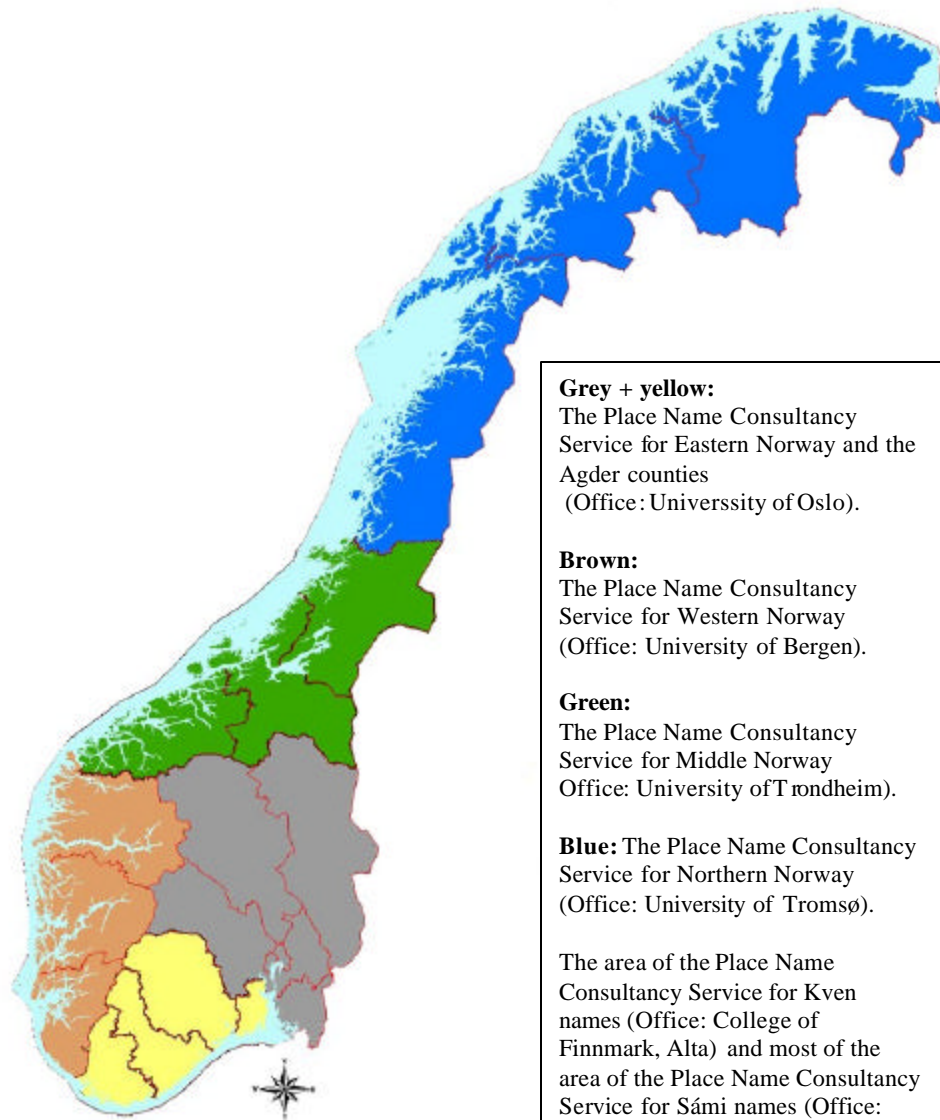 Grey + yellow:
The Place Name Consultancy
Service for Eastern Norway and the
Agder counties
(Office: Universsity of Oslo).
Brown:
The Place Name Consultancy
Service for Western Norway
(Office: University of Bergen).
Green:
The Place Name Consultancy
Service for Middle Norway
Office: University of Trondheim).
Blue: The Place Name Consultancy
Service for Northern Norway
(Office: University of Tromsø).
The area of the Place Name
Consultancy Service for Kven
names (Office: College of
Finnmark, Alta) and most of the
area of the Place Name Consultancy
Service for Sámi names (Office: